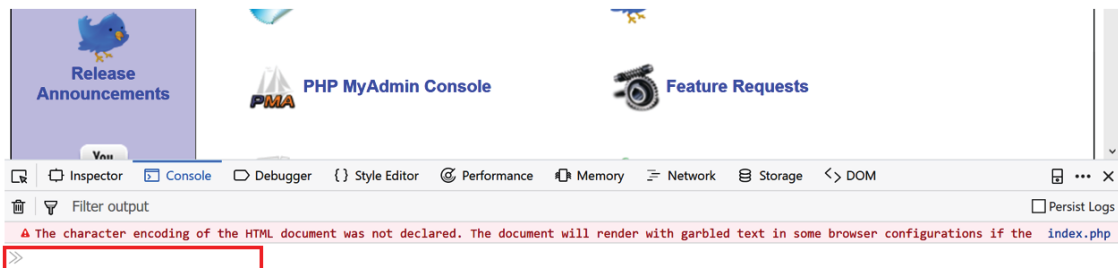 Release
Announcements
PMA
PHP MyAdmin Console
Feature Requests
You
Inspector Console Debugger {} Style Editor Performance Memory Network Storage DOM
Filter output
Persist Logs
The character encoding of the HTML document was not declared. The document will render with garbled text in some browser configurations if the index.php